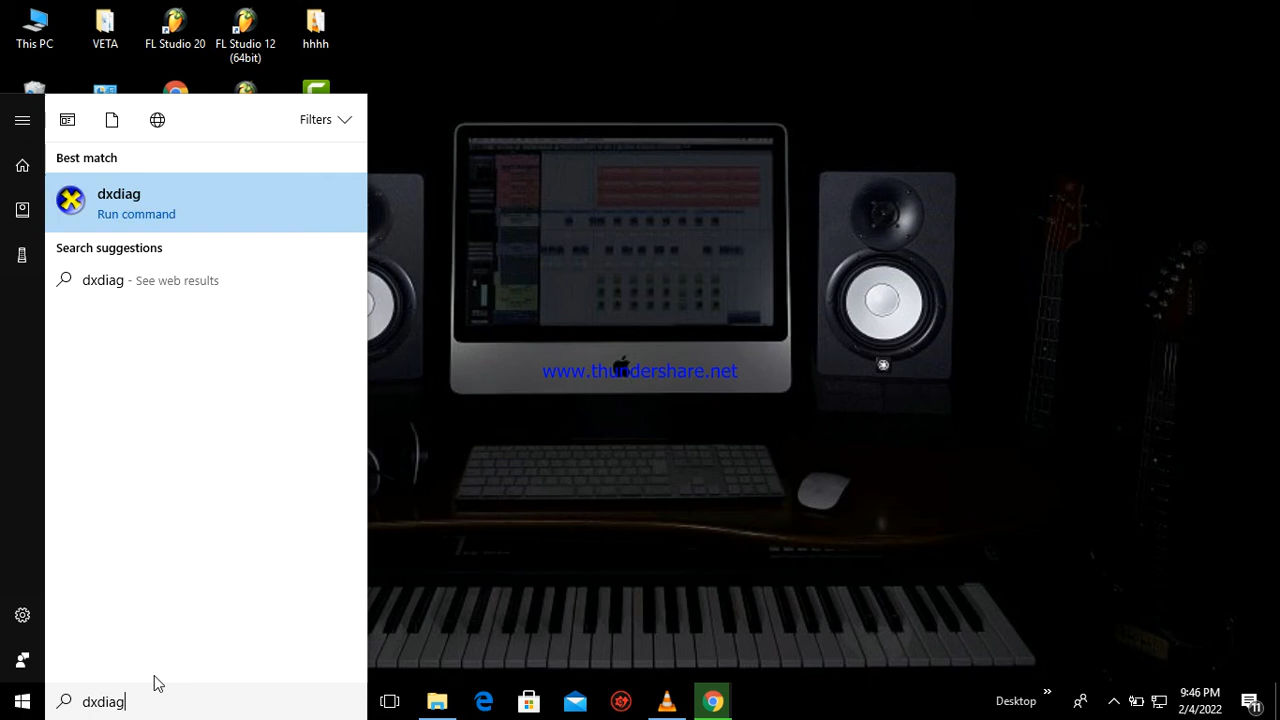 This PC
VETA
FL Studio 20
FL Studio 12
(64bit)
hhhh
Filters
Best match
dxdiag
Run command
Search suggestions
dxdiag - See web results
www.thundershare.net
dxdiag
Desktop
9:46 PM
2/4/2022
11